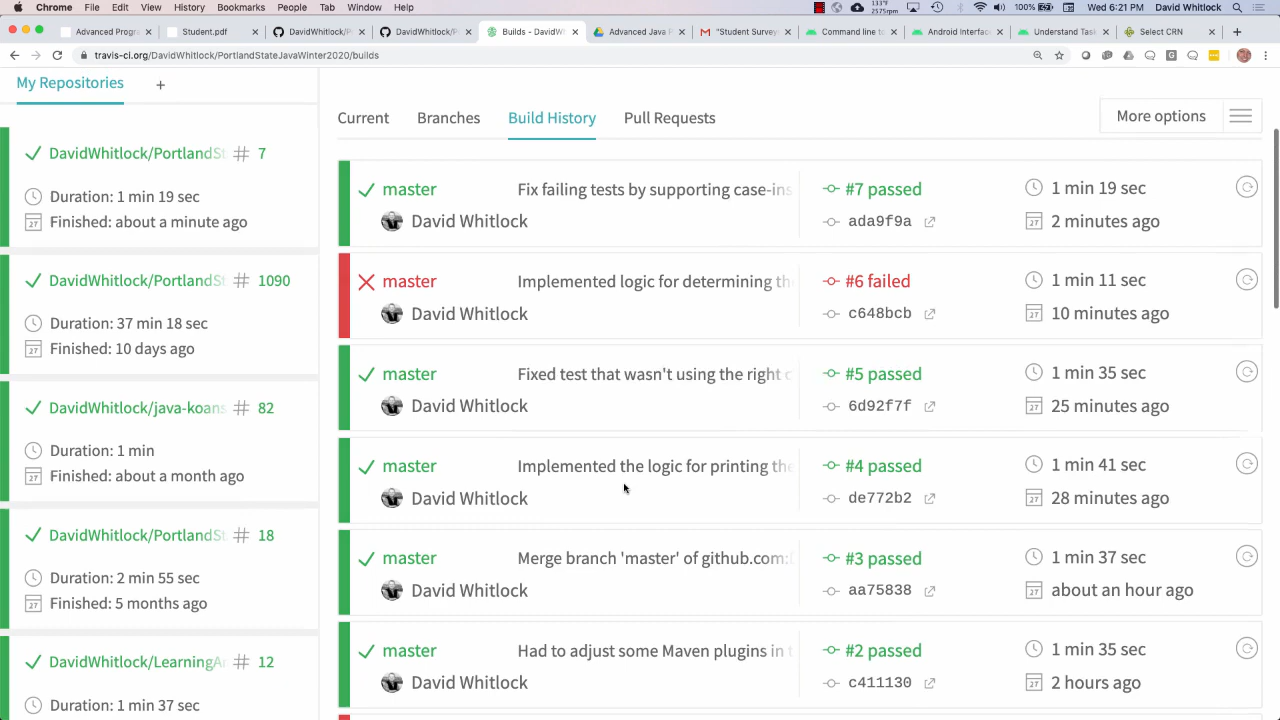 Chrome File Edit View History Bookmarks People Tab Window Help 100% Wed 6:21 PM David Whitlock
Advanced Prog Student.pdf DavidWhitlock/P DavidWhitlock/P Builds - DavidW Advanced Java P "Student Survey Command line to Android Interfac Understand Task Select CRN
travis-ci.org/DavidWhitlock/PortlandStateJavaWinter2020/builds
My Repositories +
Current Branches Build History Pull Requests More options
DavidWhitlock/PortlandSt # 7
Duration: 1 min 19 sec
Finished: about a minute ago
DavidWhitlock/PortlandSt # 1090
Duration: 37 min 18 sec
Finished: 10 days ago
DavidWhitlock/java-koans # 82
Duration: 1 min
Finished: about a month ago
DavidWhitlock/PortlandSt # 18
Duration: 2 min 55 sec
Finished: 5 months ago
DavidWhitlock/LearningAn # 12
Duration: 1 min 37 sec
master Fix failing tests by supporting case-ins #7 passed 1 min 19 sec
David Whitlock ada9f9a 2 minutes ago
master Implemented logic for determining th #6 failed 1 min 11 sec
David Whitlock c648bcb 10 minutes ago
master Fixed test that wasn't using the right c #5 passed 1 min 35 sec
David Whitlock 6d92f7f 25 minutes ago
master Implemented the logic for printing the #4 passed 1 min 41 sec
David Whitlock de772b2 28 minutes ago
master Merge branch 'master' of github.com: #3 passed 1 min 37 sec
David Whitlock aa75838 about an hour ago
master Had to adjust some Maven plugins in t #2 passed 1 min 35 sec
David Whitlock c411130 2 hours ago